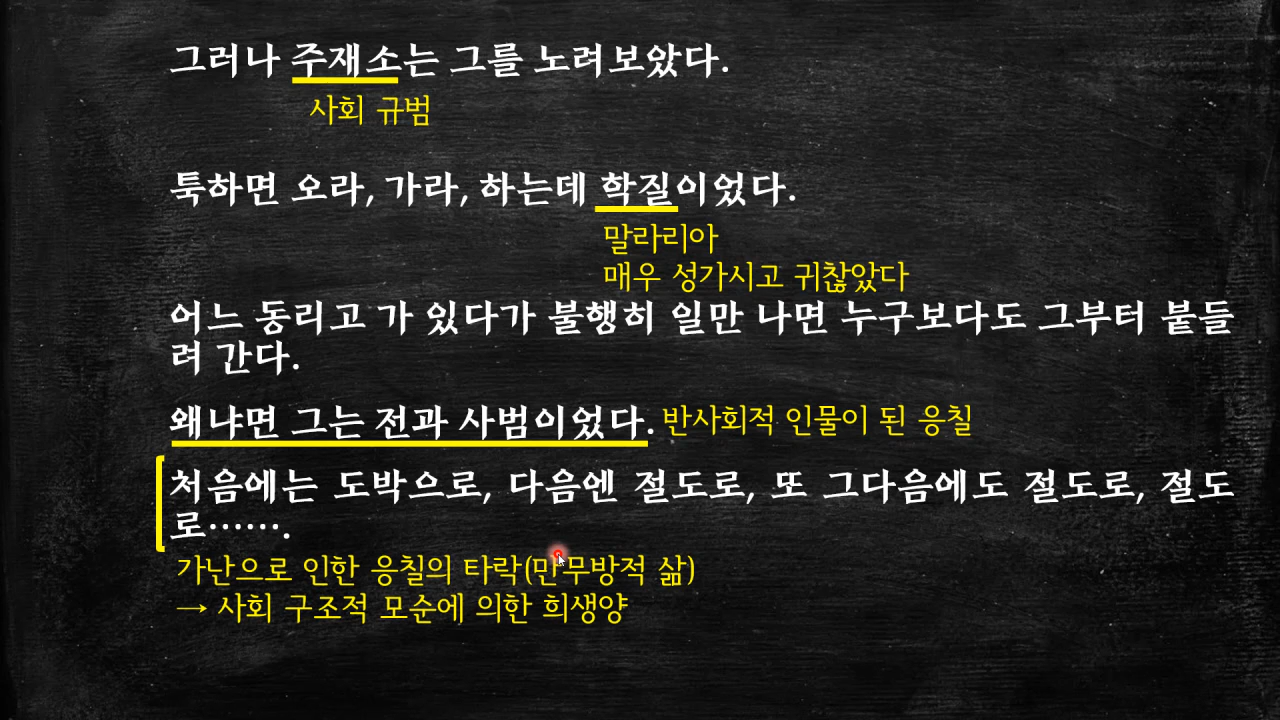 그러나 주재소는 그를 노려보았다.
사회 규범
툭하면 오라, 가라, 하는데 학질이었다.
말라리아
매우 성가시고 귀찮았다
어느 동리고 가 있다가 불행히 일만 나면 누구보다도 그부터 붙들
려 간다.
왜냐면 그는 전과 사범이었다. 반사회적 인물이 된 응칠
처음에는 도박으로, 다음엔 절도로, 또 그다음에도 절도로, 절도
로…….
가난으로 인한 응칠의 타락(만무방적 삶)
→ 사회 구조적 모순에 의한 희생양